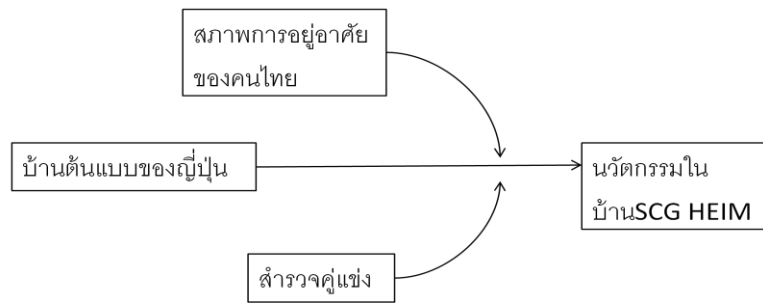 สภาพการอยู่อาศัย
ของคนไทย
บ้านต้นแบบของญี่ปุ่น
นวัตกรรมใน
บ้านSCG HEIM
สำรวจคู่แข่ง